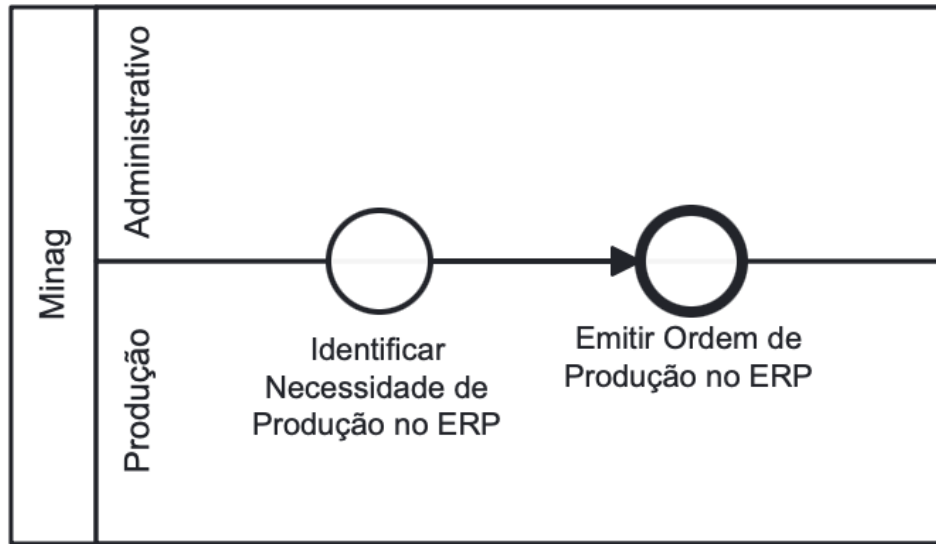 Minag
Administrativo
Produção
Identificar
Necessidade de
Produção no ERP
Emitir Ordem de
Produção no ERP